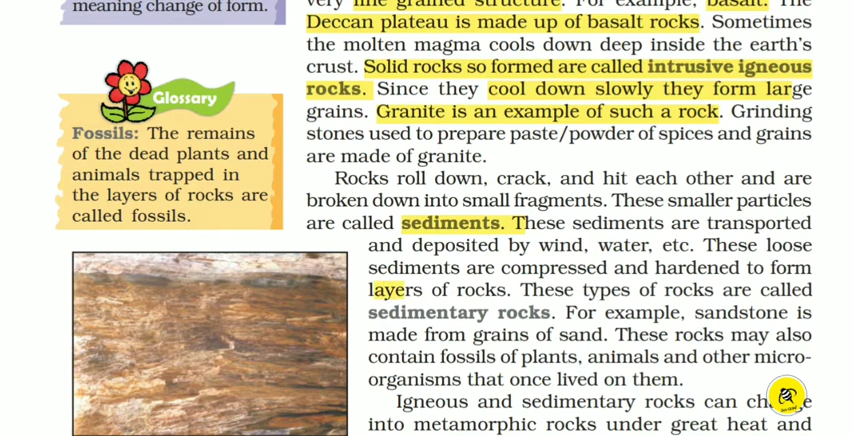 meaning change of form.
Glossary
Fossils: The remains
of the dead plants and
animals trapped in
the layers of rocks are
called fossils.
very fine grained structure. For example, basalt. The
Deccan plateau is made up of basalt rocks. Sometimes
the molten magma cools down deep inside the earth's
crust. Solid rocks so formed are called intrusive igneous
rocks. Since they cool down slowly they form large
grains. Granite is an example of such a rock. Grinding
stones used to prepare paste/powder of spices and grains
are made of granite.
Rocks roll down, crack, and hit each other and are
broken down into small fragments. These smaller particles
are called sediments. These sediments are transported
and deposited by wind, water, etc. These loose
sediments are compressed and hardened to form
layers of rocks. These types of rocks are called
sedimentary rocks. For example, sandstone is
made from grains of sand. These rocks may also
contain fossils of plants, animals and other micro-
organisms that once lived on them.
Igneous and sedimentary rocks can change
into metamorphic rocks under great heat and